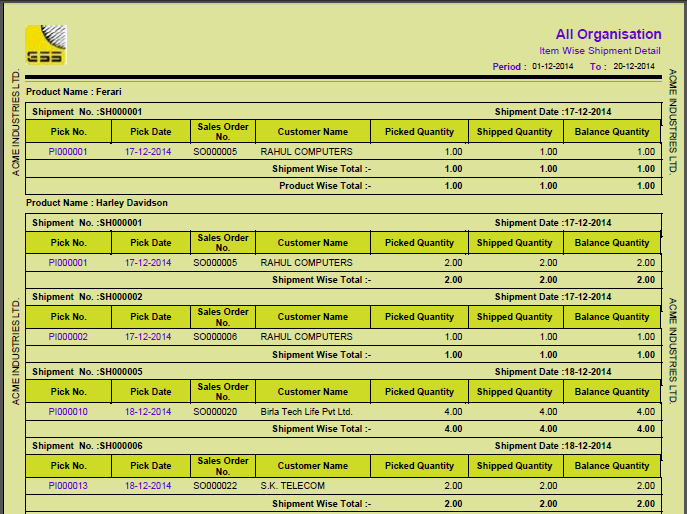 GSS
All Organisation
Item Wise Shipment Detail
Period : 01-12-2014 To : 20-12-2014
ACME INDUSTRIES LTD.
ACME INDUSTRIES LTD.
Product Name : Ferari
Shipment No. :SH000001 Shipment Date :17-12-2014
Pick No. Pick Date Sales Order No. Customer Name Picked Quantity Shipped Quantity Balance Quantity
PI000001 17-12-2014 SO000005 RAHUL COMPUTERS 1.00 1.00 1.00
Shipment Wise Total :- 1.00 1.00 1.00
Product Wise Total :- 1.00 1.00 1.00
Product Name : Harley Davidson
Shipment No. :SH000001 Shipment Date :17-12-2014
Pick No. Pick Date Sales Order No. Customer Name Picked Quantity Shipped Quantity Balance Quantity
PI000001 17-12-2014 SO000005 RAHUL COMPUTERS 2.00 2.00 2.00
Shipment Wise Total :- 2.00 2.00 2.00
Shipment No. :SH000002 Shipment Date :17-12-2014
ACME INDUSTRIES LTD.
ACME INDUSTRIES LTD.
Pick No. Pick Date Sales Order No. Customer Name Picked Quantity Shipped Quantity Balance Quantity
PI000002 17-12-2014 SO000006 RAHUL COMPUTERS 1.00 1.00 1.00
Shipment Wise Total :- 1.00 1.00 1.00
Shipment No. :SH000005 Shipment Date :18-12-2014
Pick No. Pick Date Sales Order No. Customer Name Picked Quantity Shipped Quantity Balance Quantity
PI000010 18-12-2014 SO000020 Birla Tech Life Pvt Ltd. 4.00 4.00 4.00
Shipment Wise Total :- 4.00 4.00 4.00
Shipment No. :SH000006 Shipment Date :18-12-2014
Pick No. Pick Date Sales Order No. Customer Name Picked Quantity Shipped Quantity Balance Quantity
PI000013 18-12-2014 SO000022 S.K. TELECOM 2.00 2.00 2.00
Shipment Wise Total :- 2.00 2.00 2.00